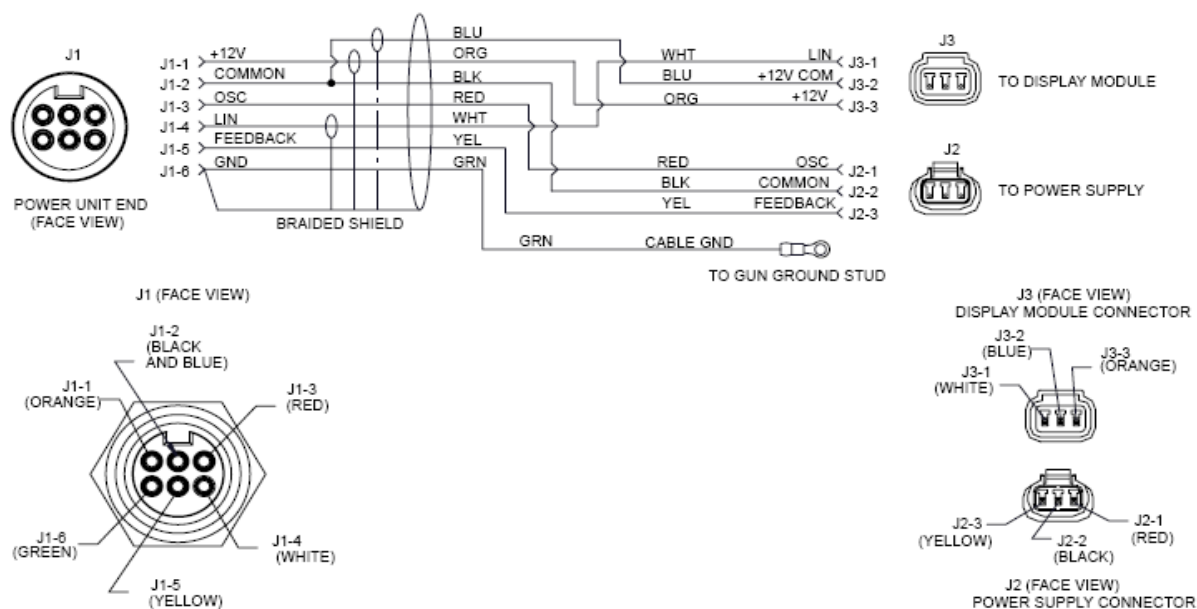 J1
POWER UNIT END
(FACE VIEW)
J1-1 +12V
J1-2 COMMON
J1-3 OSC
J1-4 LIN
J1-5 FEEDBACK
J1-6 GND
BRAIDED SHIELD
BLU
ORG
BLK
RED
WHT
YEL
GRN
WHT LIN J3-1
BLU +12V COM J3-2
ORG +12V J3-3
J3
TO DISPLAY MODULE
RED OSC J2-1
BLK COMMON J2-2
YEL FEEDBACK J2-3
J2
TO POWER SUPPLY
GRN CABLE GND
TO GUN GROUND STUD
J1 (FACE VIEW)
J1-2
(BLACK
AND BLUE)
J1-1
(ORANGE)
J1-3
(RED)
J1-6
(GREEN)
J1-4
(WHITE)
J1-5
(YELLOW)
J3 (FACE VIEW)
DISPLAY MODULE CONNECTOR
J3-2
(BLUE)
J3-3
(ORANGE)
J3-1
(WHITE)
J2-3
(YELLOW)
J2-2
(BLACK)
J2-1
(RED)
J2 (FACE VIEW)
POWER SUPPLY CONNECTOR